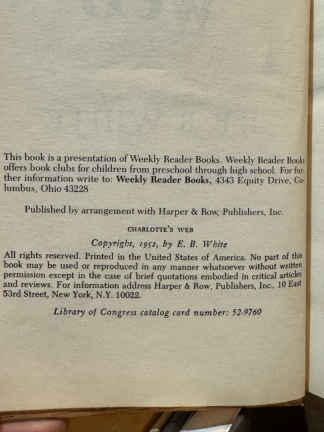 This book is a presentation of Weekly Reader Books. Weekly Reader Books
offers book clubs for children from preschool through high school. For fur-
ther information write to: Weekly Reader Books, 4343 Equity Drive, Co-
lumbus, Ohio 43228
Published by arrangement with Harper & Row, Publishers, Inc.
CHARLOTTE'S WEB
Copyright, 1952, by E. B. White
All rights reserved. Printed in the United States of America. No part of this
book may be used or reproduced in any manner whatsoever without written
permission except in the case of brief quotations embodied in critical articles
and reviews. For information address Harper & Row, Publishers, Inc., 10 East
53rd Street, New York, N.Y. 10022.
Library of Congress catalog card number: 52-9760